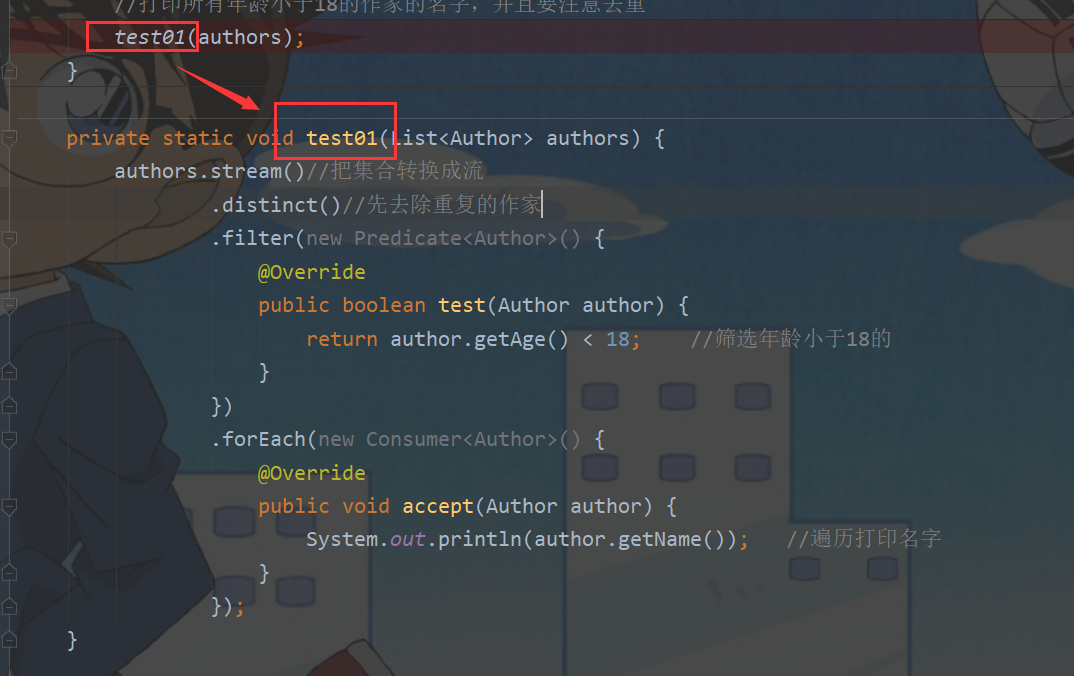 //打印所有年龄小于18的作家的名字，并且要注意去重
test01(authors);
}
private static void test01(List<Author> authors) {
authors.stream()//把集合转换成流
.distinct()//先去除重复的作家
.filter(new Predicate<Author>() {
@Override
public boolean test(Author author) {
return author.getAge() < 18; //筛选年龄小于18的
}
})
.forEach(new Consumer<Author>() {
@Override
public void accept(Author author) {
System.out.println(author.getName()); //遍历打印名字
}
});
}